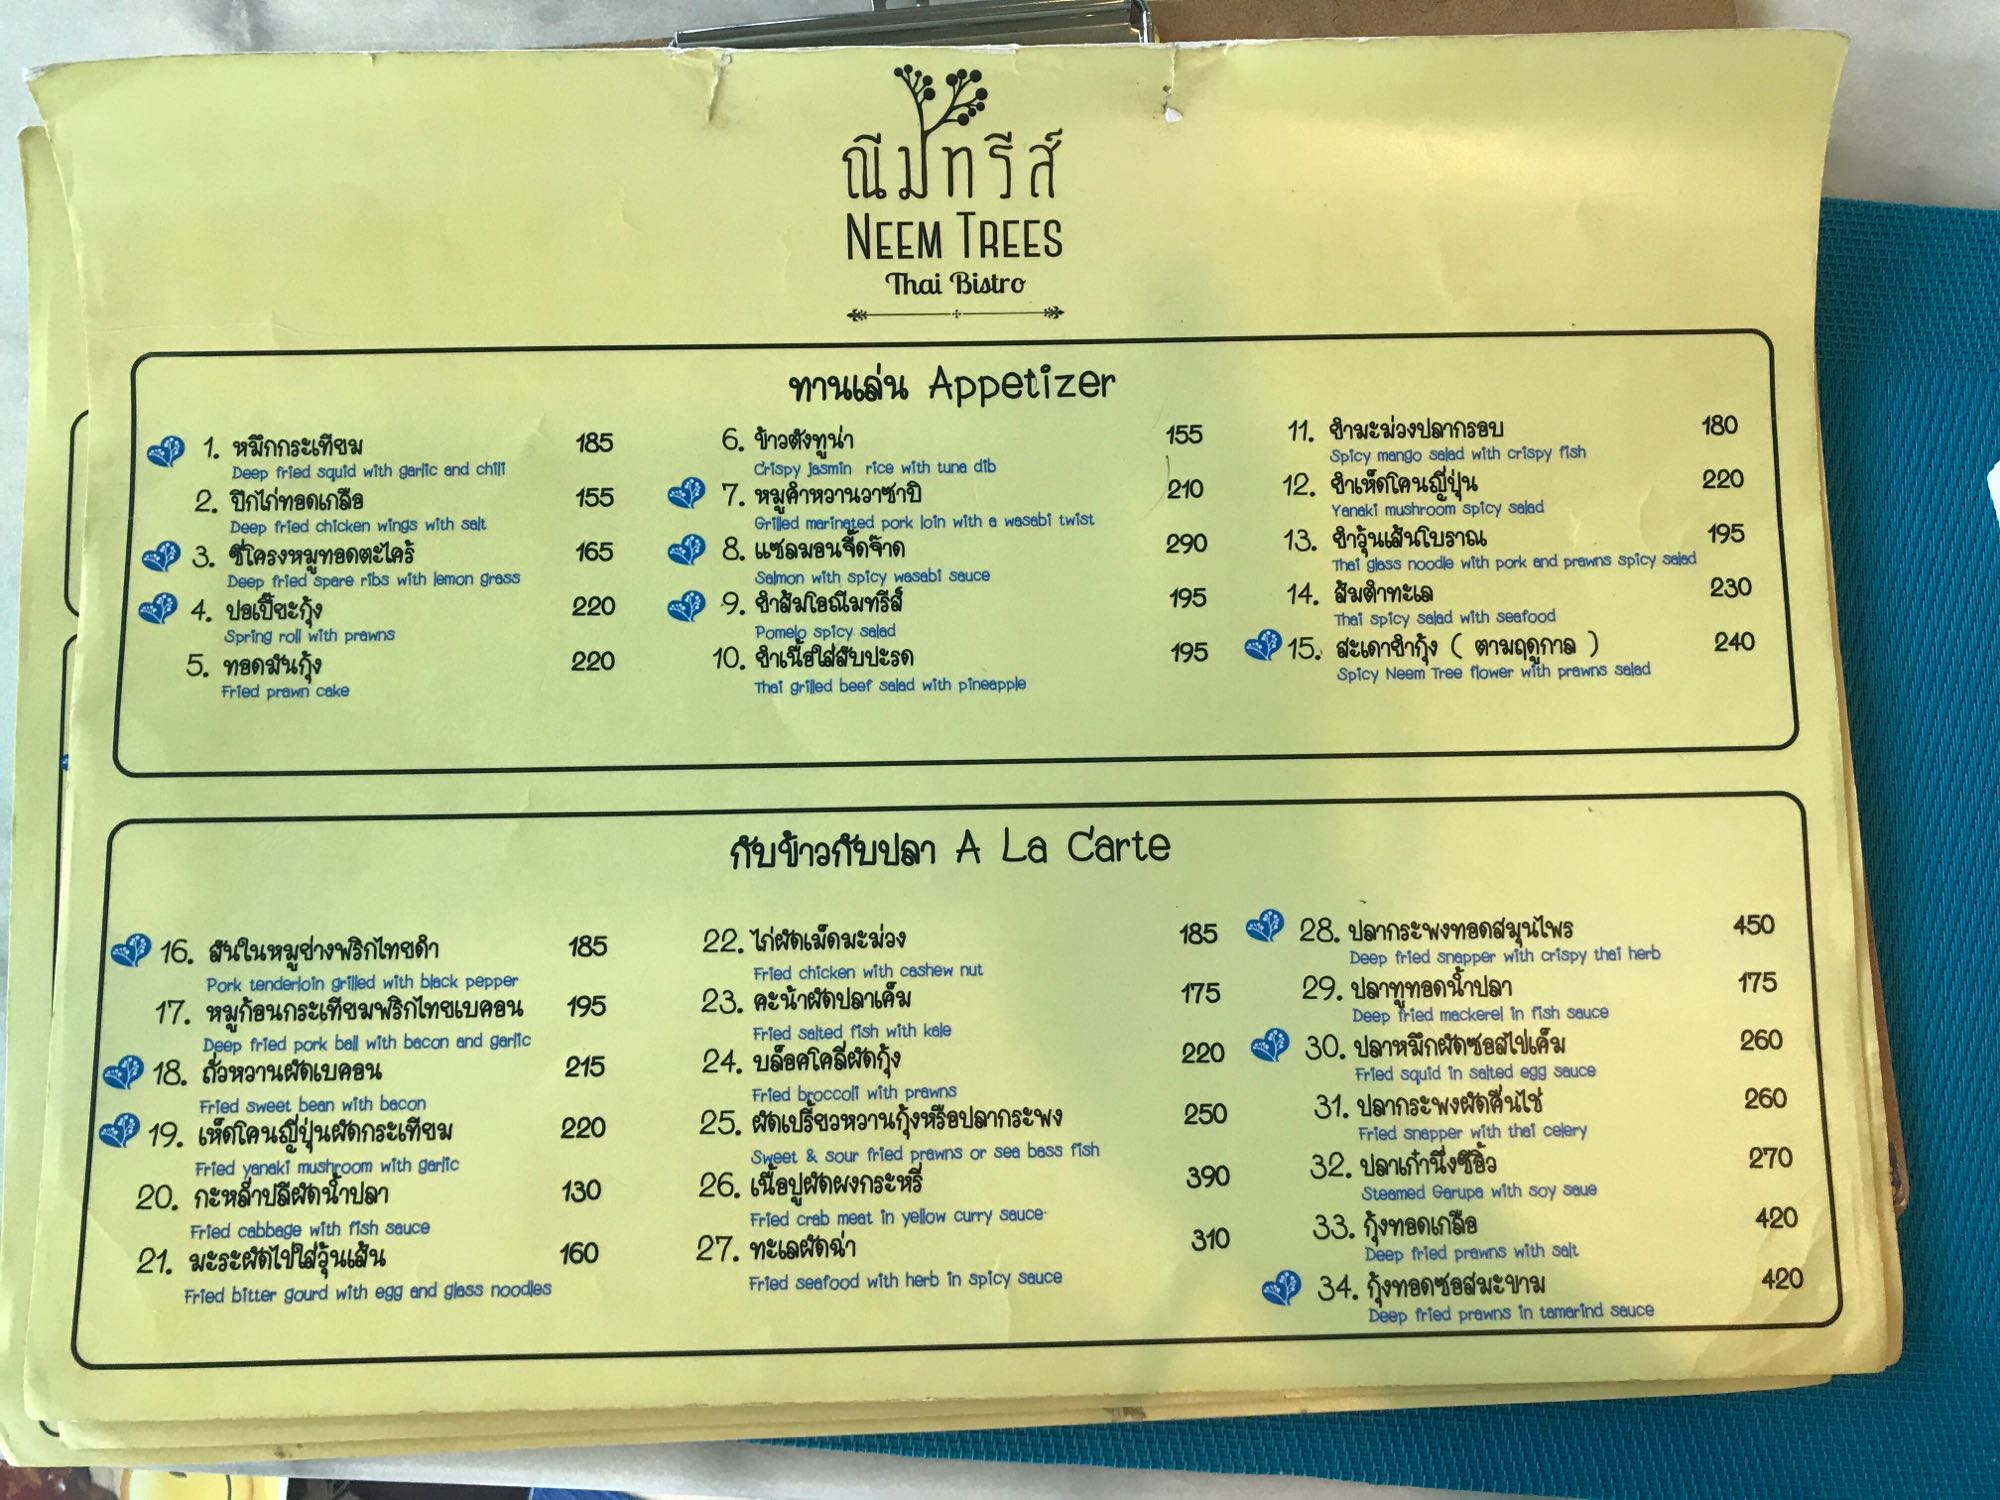 ณีมทรีส์
NEEM TREES
Thai Bistro
ทานเล่น Appetizer
1. หมึกกระเทียม 185
Deep fried squid with garlic and chili
2. ปีกไก่ทอดเกลือ 155
Deep fried chicken wings with salt
3. ซี่โครงหมูทอดตะไคร้ 165
Deep fried spare ribs with lemon grass
4. ปอเปี๊ยะกุ้ง 220
Spring roll with prawns
5. ทอดมันกุ้ง 220
Fried prawn cake
6. ข้าวตังทูน่า 155
Crispy jasmin rice with tuna dib
7. หมูคำหวานวาซาบิ 210
Grilled marinated pork loin with a wasabi twist
8. แซลมอนจี๊ดจ๊าด 290
Salmon with spicy wasabi sauce
9. ยำส้มโอณีมทรีส์ 195
Pomelo spicy salad
10. ยำเนื้อใส่สับปะรด 195
Thai grilled beef salad with pineapple
11. ยำมะม่วงปลากรอบ 180
Spicy mango salad with crispy fish
12. ยำเห็ดโคนญี่ปุ่น 220
Yanaki mushroom spicy salad
13. ยำวุ้นเส้นโบราณ 195
Thai glass noodle with pork and prawns spicy salad
14. ส้มตำทะเล 230
Thai spicy salad with seafood
15. สะเดายำกุ้ง ( ตามฤดูกาล ) 240
Spicy Neem Tree flower with prawns salad
กับข้าวกับปลา A La Carte
16. สันในหมูย่างพริกไทยดำ 185
Pork tenderloin grilled with black pepper
17. หมูก้อนกระเทียมพริกไทยเบคอน 195
Deep fried pork ball with bacon and garlic
18. ถั่วหวานผัดเบคอน 215
Fried sweet bean with bacon
19. เห็ดโคนญี่ปุ่นผัดกระเทียม 220
Fried yanaki mushroom with garlic
20. กะหล่ำปลีผัดน้ำปลา 130
Fried cabbage with fish sauce
21. มะระผัดไข่ใส่วุ้นเส้น 160
Fried bitter gourd with egg and glass noodles
22. ไก่ผัดเม็ดมะม่วง 185
Fried chicken with cashew nut
23. คะน้าผัดปลาเค็ม 175
Fried salted fish with kale
24. บล็อคโคลี่ผัดกุ้ง 220
Fried broccoli with prawns
25. ผัดเปรี้ยวหวานกุ้งหรือปลากระพง 250
Sweet & sour fried prawns or sea bass fish
26. เนื้อปูผัดผงกระหรี่ 390
Fried crab meat in yellow curry sauce
27. ทะเลผัดฉ่า 310
Fried seafood with herb in spicy sauce
28. ปลากระพงทอดสมุนไพร 450
Deep fried snapper with crispy thai herb
29. ปลาทูทอดน้ำปลา 175
Deep fried mackerel in fish sauce
30. ปลาหมึกผัดซอสไข่เค็ม 260
Fried squid in salted egg sauce
31. ปลากระพงผัดคื่นไช่ 260
Fried snapper with thai celery
32. ปลาเก๋านึ่งซีอิ้ว 270
Steamed Garupa with soy saue
33. กุ้งทอดเกลือ 420
Deep fried prawns with salt
34. กุ้งทอดซอสมะขาม 420
Deep fried prawns in tamarind sauce